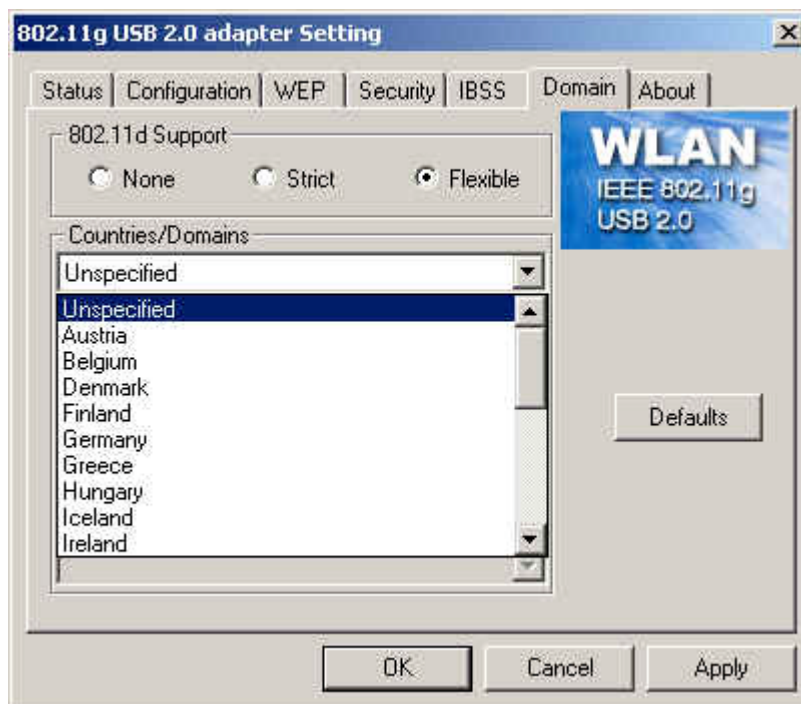 802.11g USB 2.0 adapter Setting
Status Configuration WEP Security IBSS Domain About
802.11d Support
None Strict Flexible
WLAN
IEEE 802.11g
USB 2.0
Countries/Domains
Unspecified
Unspecified
Austria
Belgium
Denmark
Finland
Germany
Greece
Hungary
Iceland
Ireland
Defaults
OK Cancel Apply